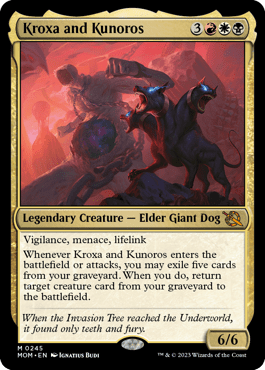 Kroxa and Kunoros 3
Legendary Creature — Elder Giant Dog
Vigilance, menace, lifelink
Whenever Kroxa and Kunoros enters the
battlefield or attacks, you may exile five cards
from your graveyard. When you do, return
target creature card from your graveyard to
the battlefield.
When the Invasion Tree reached the Underworld,
it found only teeth and fury.
6/6
M 0245
MOM • EN IGNATIUS BUDI
™ & © 2023 Wizards of the Coast